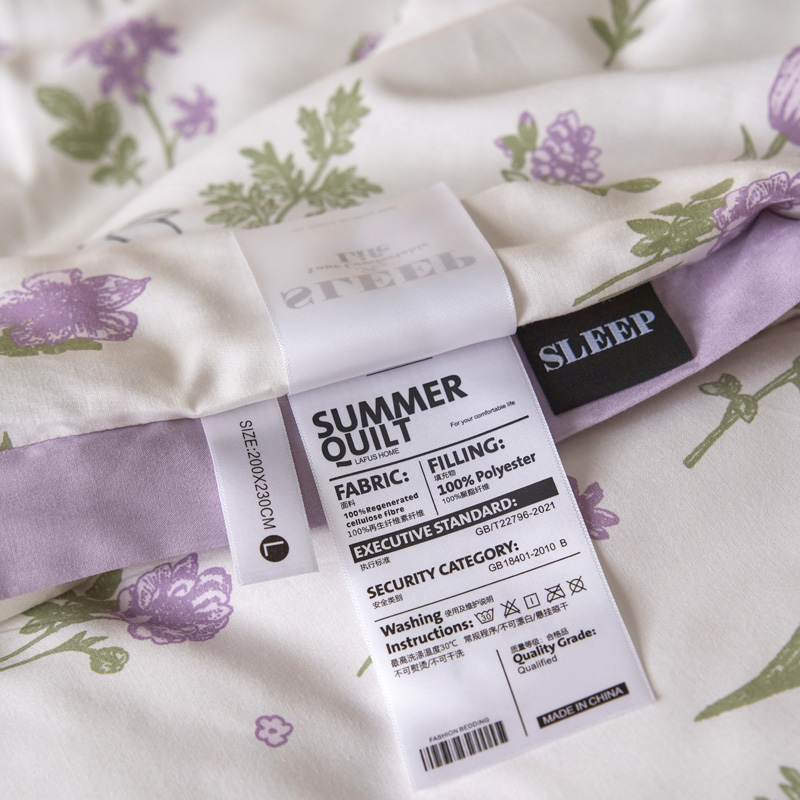 SLEEP
Your Comfortable
Life
SLEEP
SIZE:200X230CM L
SUMMER
QUILT
LAFUS HOME
For your comfortable life
FABRIC:
面料
100%Regenerated
cellulose fibre
100%再生纤维素纤维
FILLING:
填充物
100% Polyester
100%聚酯纤维
EXECUTIVE STANDARD:
执行标准
GB/T22796-2021
SECURITY CATEGORY:
安全类别
GB18401-2010 B
Washing 使用及维护说明
Instructions: 30
最高洗涤温度30℃ 常规程序/不可漂白/悬挂晾干
不可熨烫/不可干洗
质量等级：合格品
Quality Grade:
Qualified
FASHION BEDDING
MADE IN CHINA